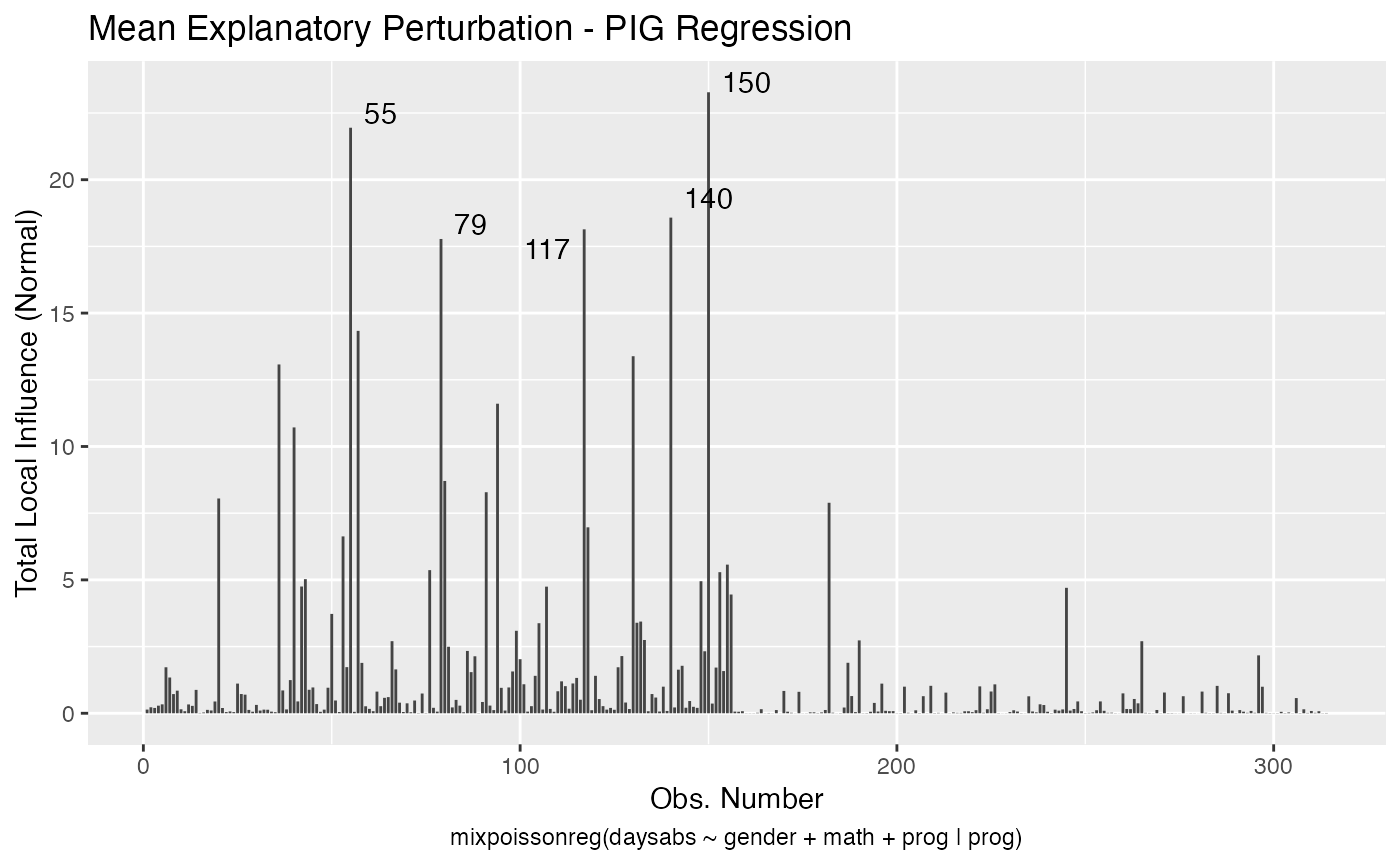 Mean Explanatory Perturbation - PIG Regression
150
55
20
140
79
117
15
10
5
0
Total Local Influence (Normal)
0 100 200 300
Obs. Number
mixpoissonreg(daysabs ~ gender + math + prog | prog)